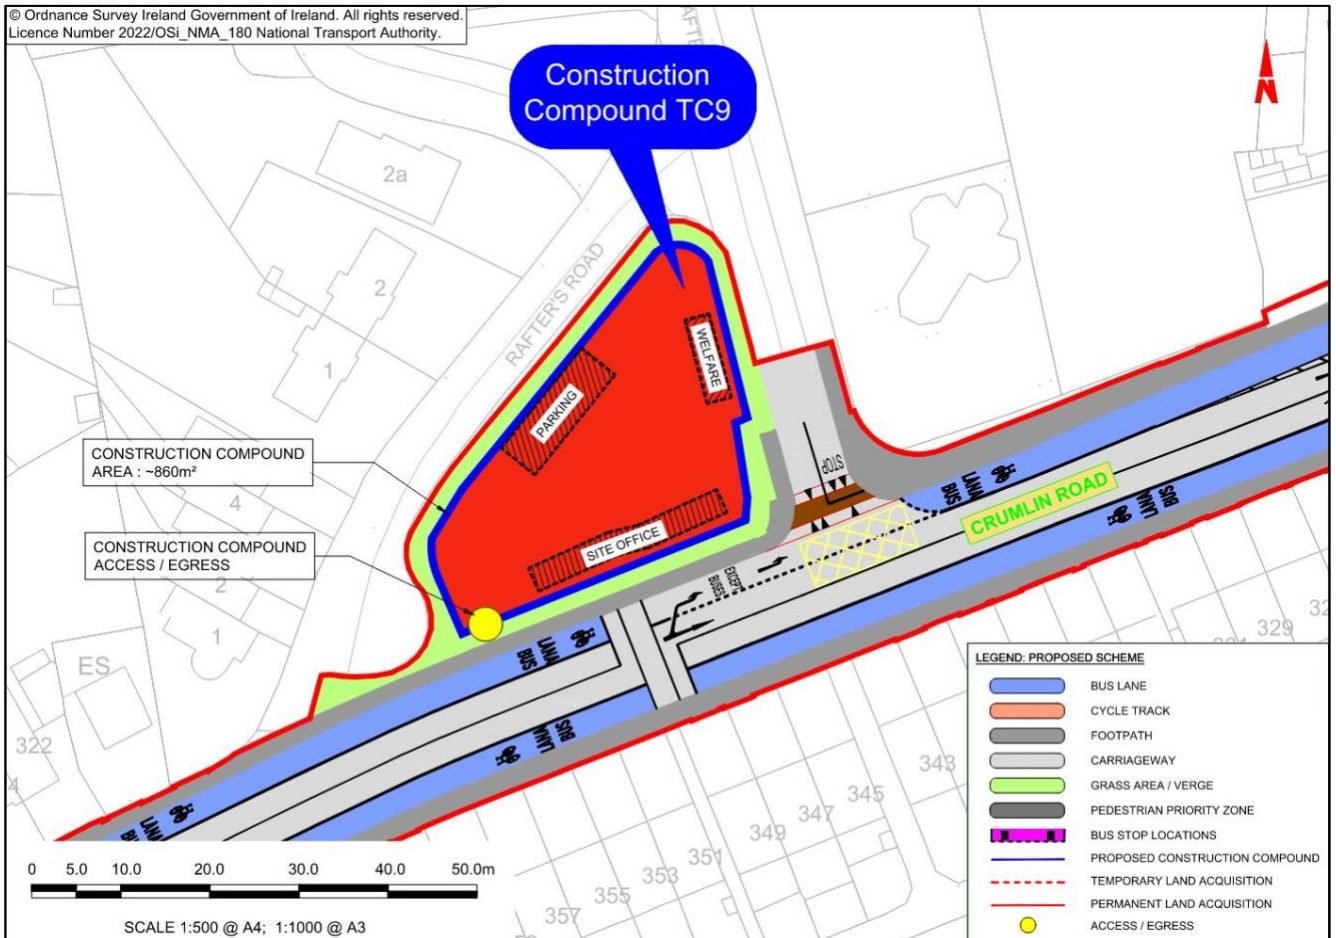 © Ordnance Survey Ireland Government of Ireland. All rights reserved.
Licence Number 2022/OSi_NMA_180 National Transport Authority.
Construction
Compound TC9
N
2a
2
1
RAFTER'S ROAD
WELFARE
PARKING
CONSTRUCTION COMPOUND
AREA : ~860m²
4
STOP
LÁNA
BUS
CRUMLIN ROAD
BUS
LÁNA
SITE OFFICE
CONSTRUCTION COMPOUND
ACCESS / EGRESS
2
1
EXCEPT
BUSES
LÁNA
BUS
ES
322
BUS
LÁNA
LÁNA
BUS
329
343
345
347
349
351
353
355
357
LEGEND: PROPOSED SCHEME
BUS LANE
CYCLE TRACK
FOOTPATH
CARRIAGEWAY
GRASS AREA / VERGE
PEDESTRIAN PRIORITY ZONE
BUS STOP LOCATIONS
PROPOSED CONSTRUCTION COMPOUND
TEMPORARY LAND ACQUISITION
PERMANENT LAND ACQUISITION
ACCESS / EGRESS
0 5.0 10.0 20.0 30.0 40.0 50.0m
SCALE 1:500 @ A4; 1:1000 @ A3